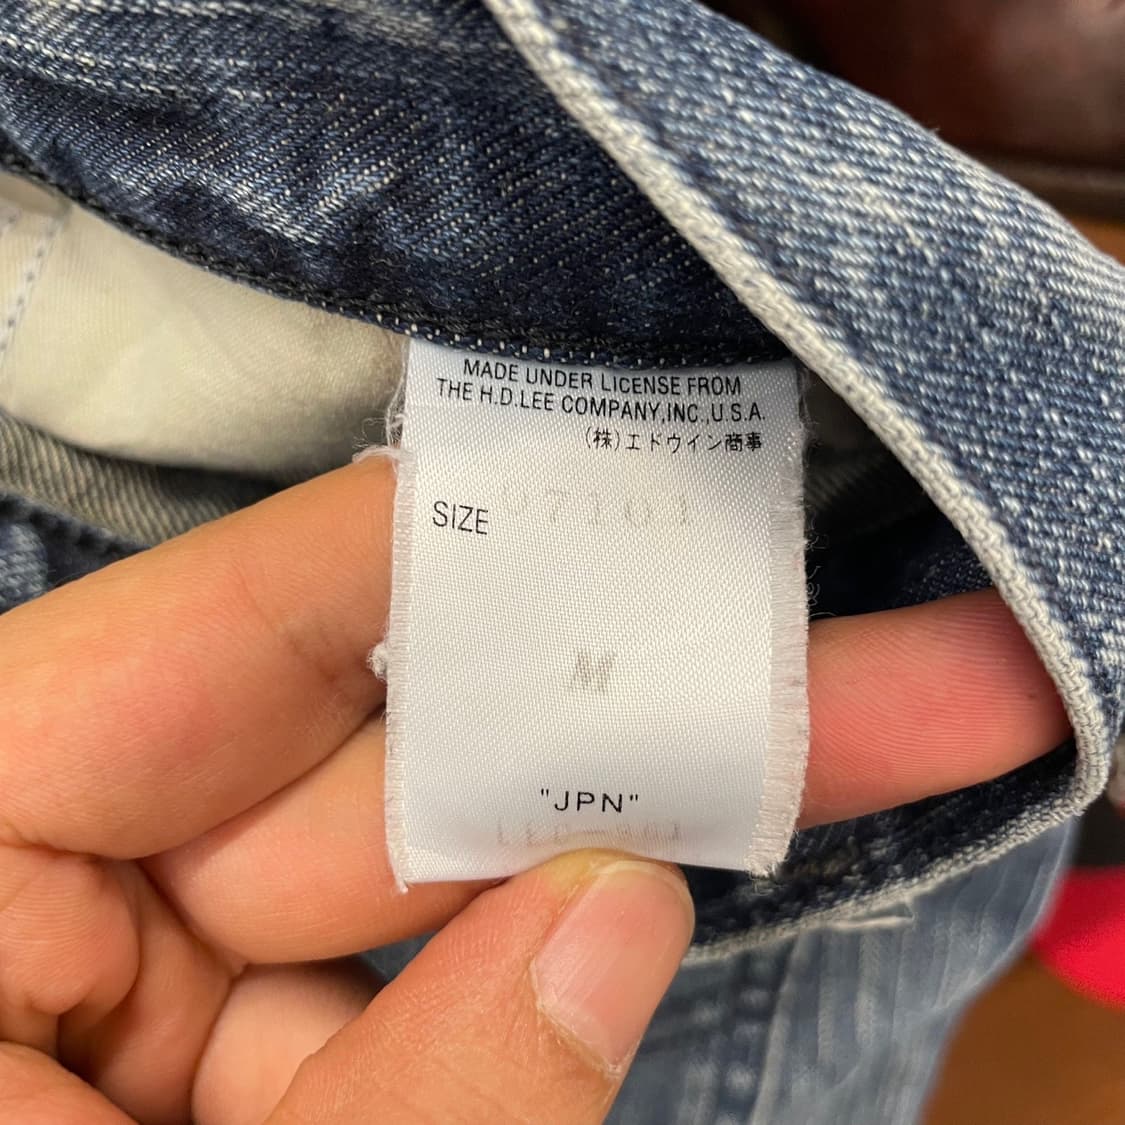 MADE UNDER LICENSE FROM
THE H.D.LEE COMPANY,INC.,U.S.A.
(株)エドウイン商事
SIZE
M
"JPN"